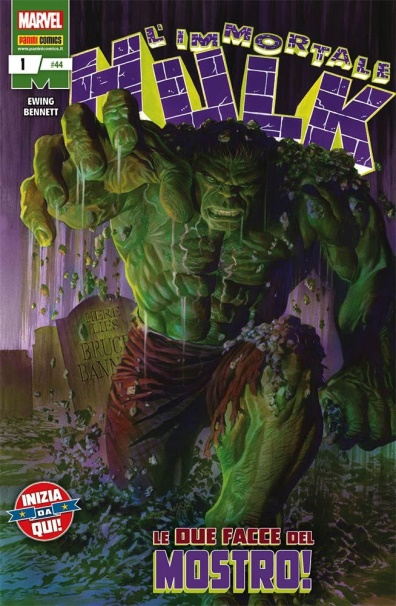 MARVEL
PANINI COMICS
www.paninicomics.it
1
#44
EWING
BENNETT
L'IMMORTALE
HULK
HERE
LIES
BRUCE
BANN
INIZIA
DA
QUI!
LE DUE FACCE DEL
MOSTRO!